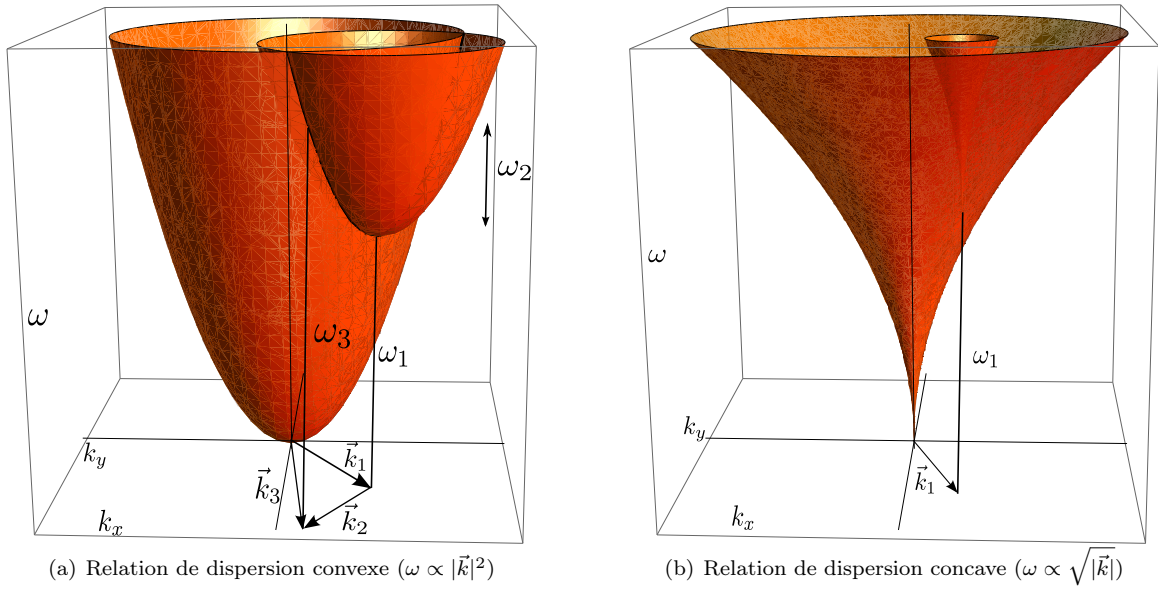 ω
ω₂
ω₃
ω₁
k_y
k⃗₁
k⃗₃
k⃗₂
k_x
(a) Relation de dispersion convexe (ω ∝ |k⃗|²)
ω
ω₁
k_y
k⃗₁
k_x
(b) Relation de dispersion concave (ω ∝ √|k⃗|)